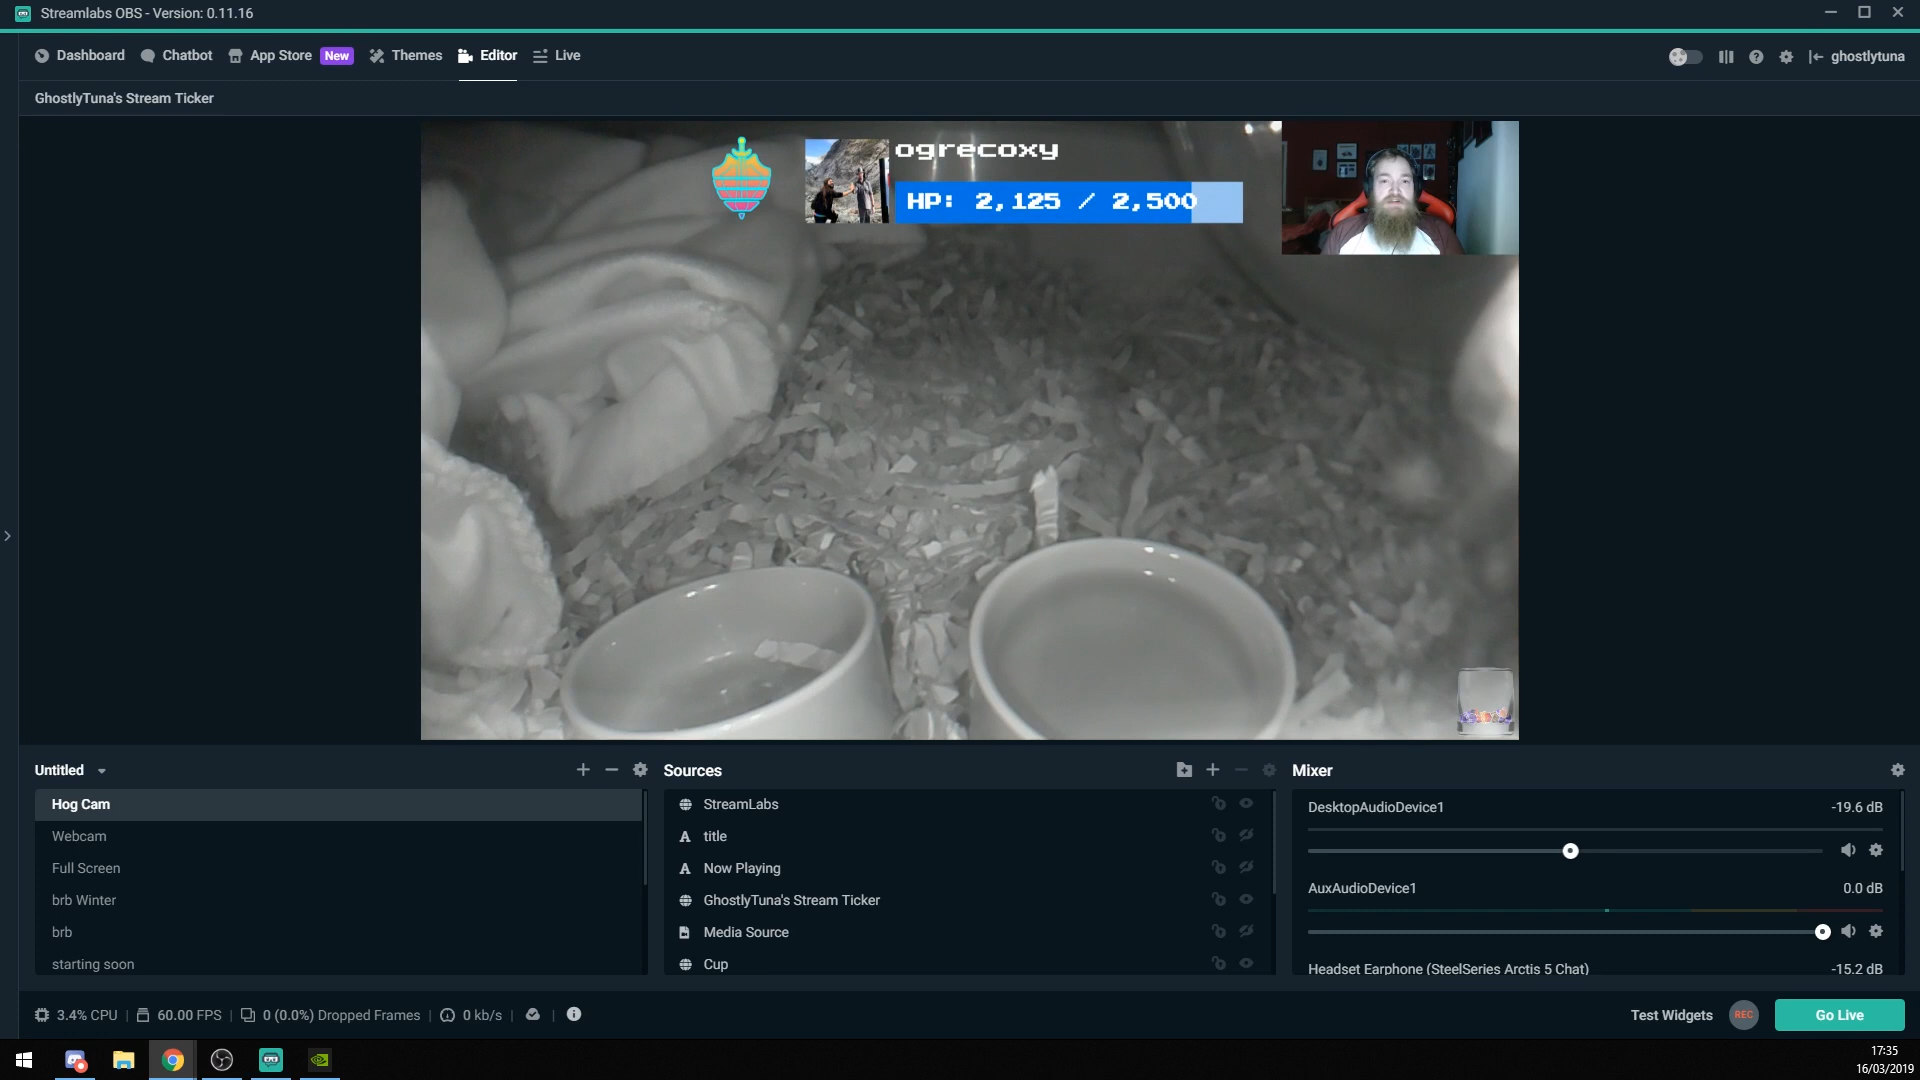 Streamlabs OBS - Version: 0.11.16
Dashboard
Chatbot
App Store New
Themes
Editor
Live
ghostlytuna
GhostlyTuna's Stream Ticker
ogrecoxy
HP: 2,125 / 2,500
Untitled
Hog Cam
Webcam
Full Screen
brb Winter
brb
starting soon
Sources
StreamLabs
title
Now Playing
GhostlyTuna's Stream Ticker
Media Source
Cup
Mixer
DesktopAudioDevice1 -19.6 dB
AuxAudioDevice1 0.0 dB
Headset Earphone (SteelSeries Arctis 5 Chat) -15.2 dB
3.4% CPU | 60.00 FPS | 0 (0.0%) Dropped Frames | 0 kb/s | |
Test Widgets
REC
Go Live
17:35
16/03/2019